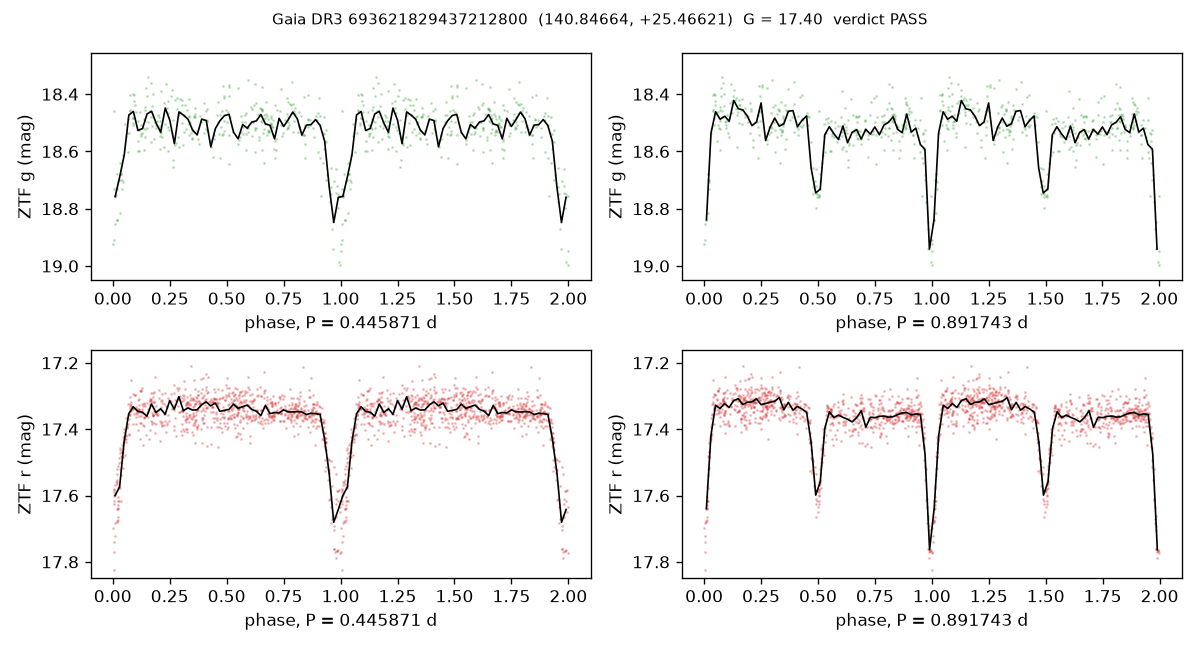 Gaia DR3 693621829437212800 (140.84664, +25.46621) G = 17.40 verdict PASS
ZTF g (mag)
18.4
18.6
18.8
19.0
0.00 0.25 0.50 0.75 1.00 1.25 1.50 1.75 2.00
phase, P = 0.445871 d
ZTF g (mag)
18.4
18.6
18.8
19.0
0.00 0.25 0.50 0.75 1.00 1.25 1.50 1.75 2.00
phase, P = 0.891743 d
ZTF r (mag)
17.2
17.4
17.6
17.8
0.00 0.25 0.50 0.75 1.00 1.25 1.50 1.75 2.00
phase, P = 0.445871 d
ZTF r (mag)
17.2
17.4
17.6
17.8
0.00 0.25 0.50 0.75 1.00 1.25 1.50 1.75 2.00
phase, P = 0.891743 d